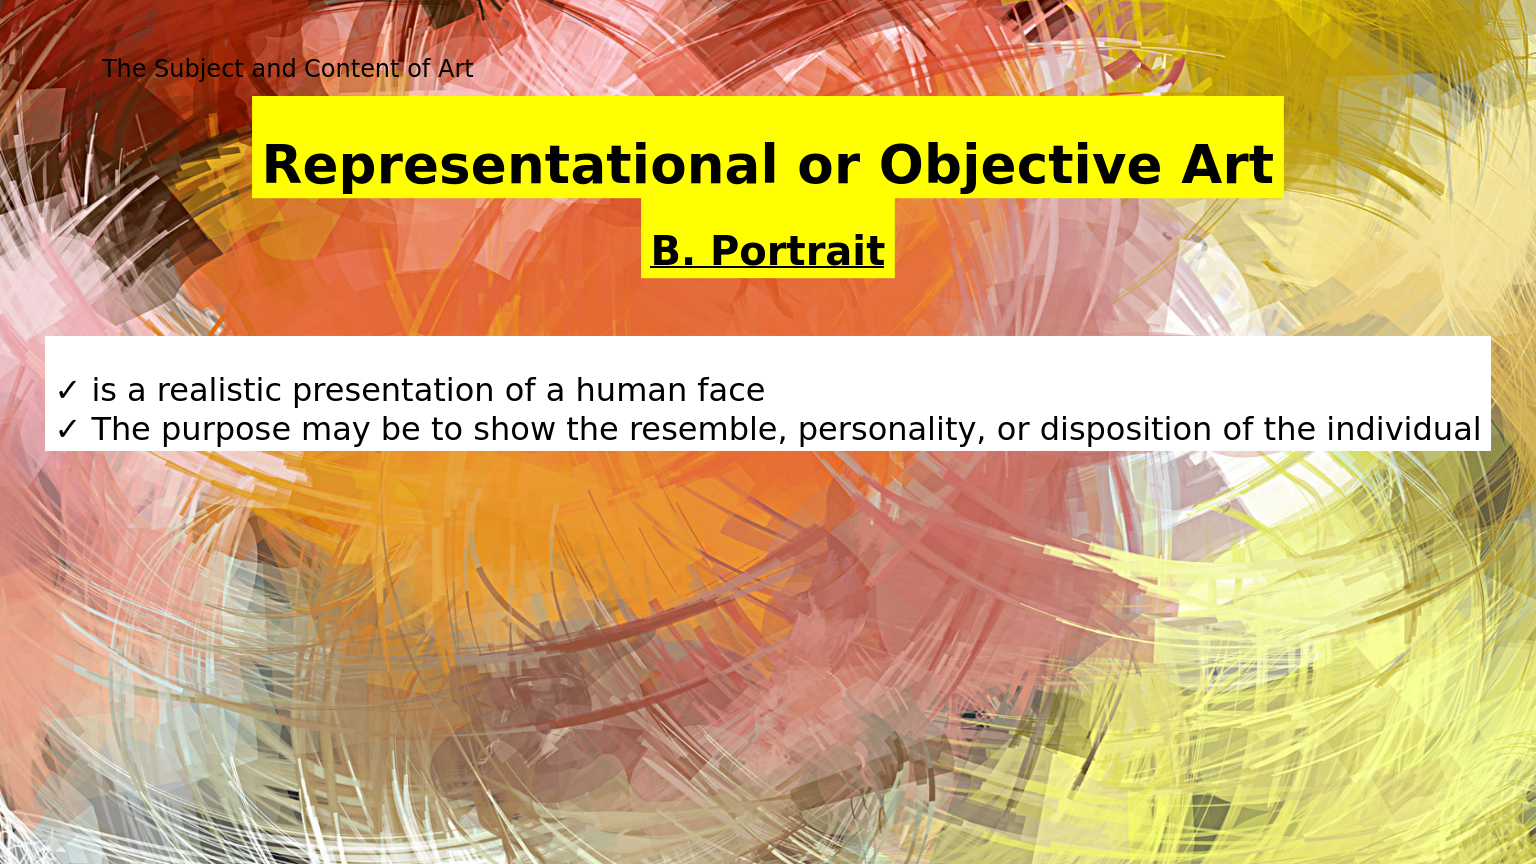 The Subject and Content of Art
Representational or Objective Art
B. Portrait
✓ is a realistic presentation of a human face
✓ The purpose may be to show the resemble, personality, or disposition of the individual